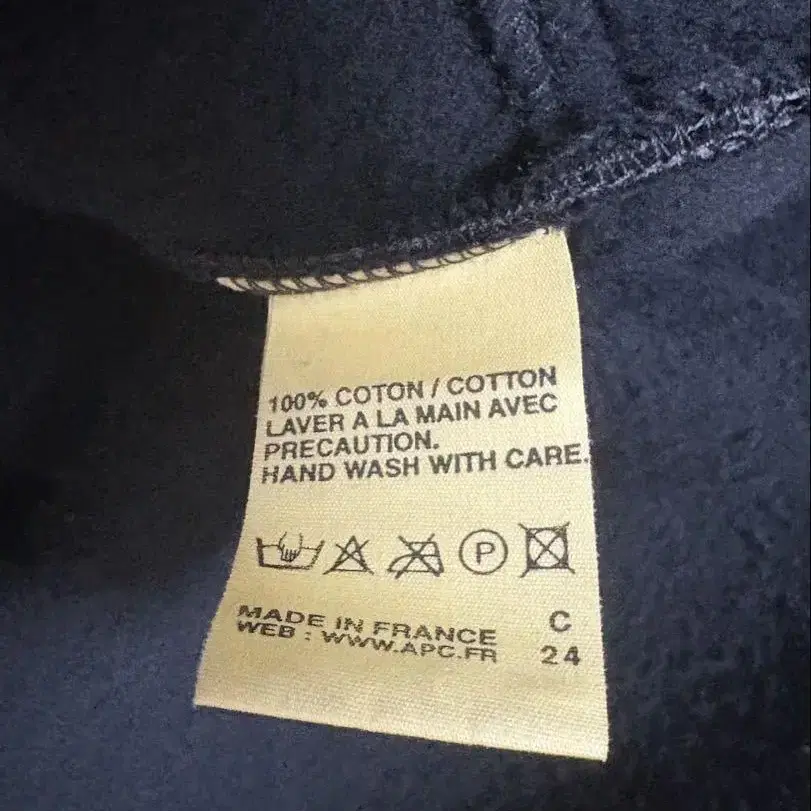 100% COTON / COTTON
LAVER A LA MAIN AVEC
PRECAUTION.
HAND WASH WITH CARE.
P
MADE IN FRANCE C
WEB : WWW.APC.FR 24